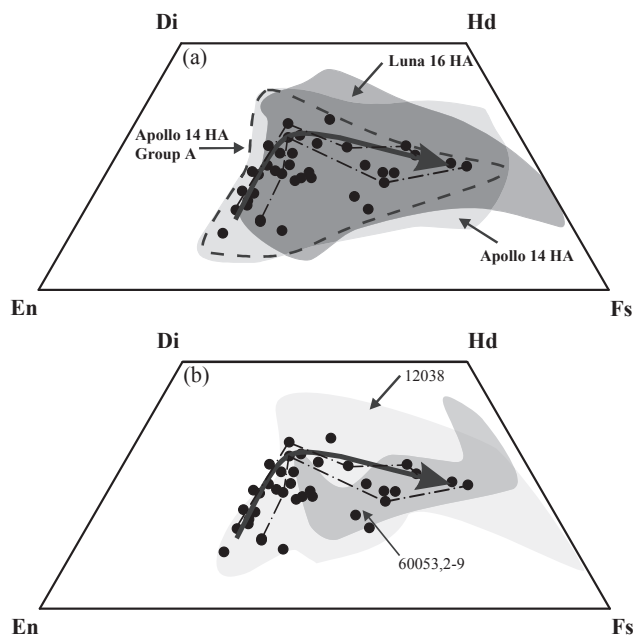 Di
Hd
(a)
Luna 16 HA
Apollo 14 HA
Group A
Apollo 14 HA
En
Fs
Di
Hd
(b)
12038
60053,2-9
En
Fs